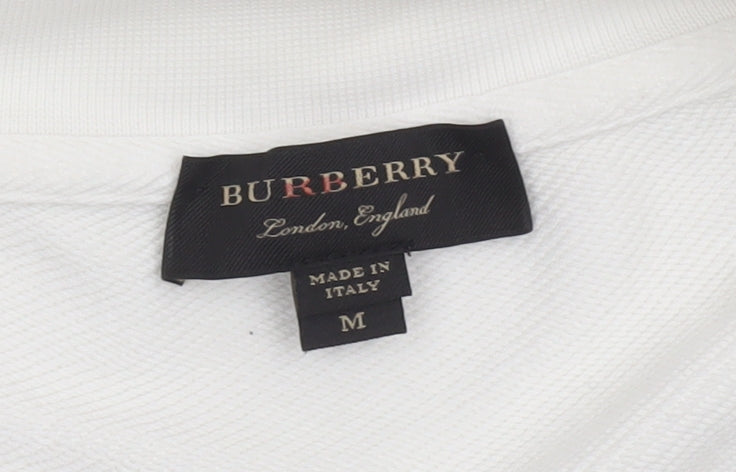 BURBERRY
London, England
MADE IN
ITALY
M